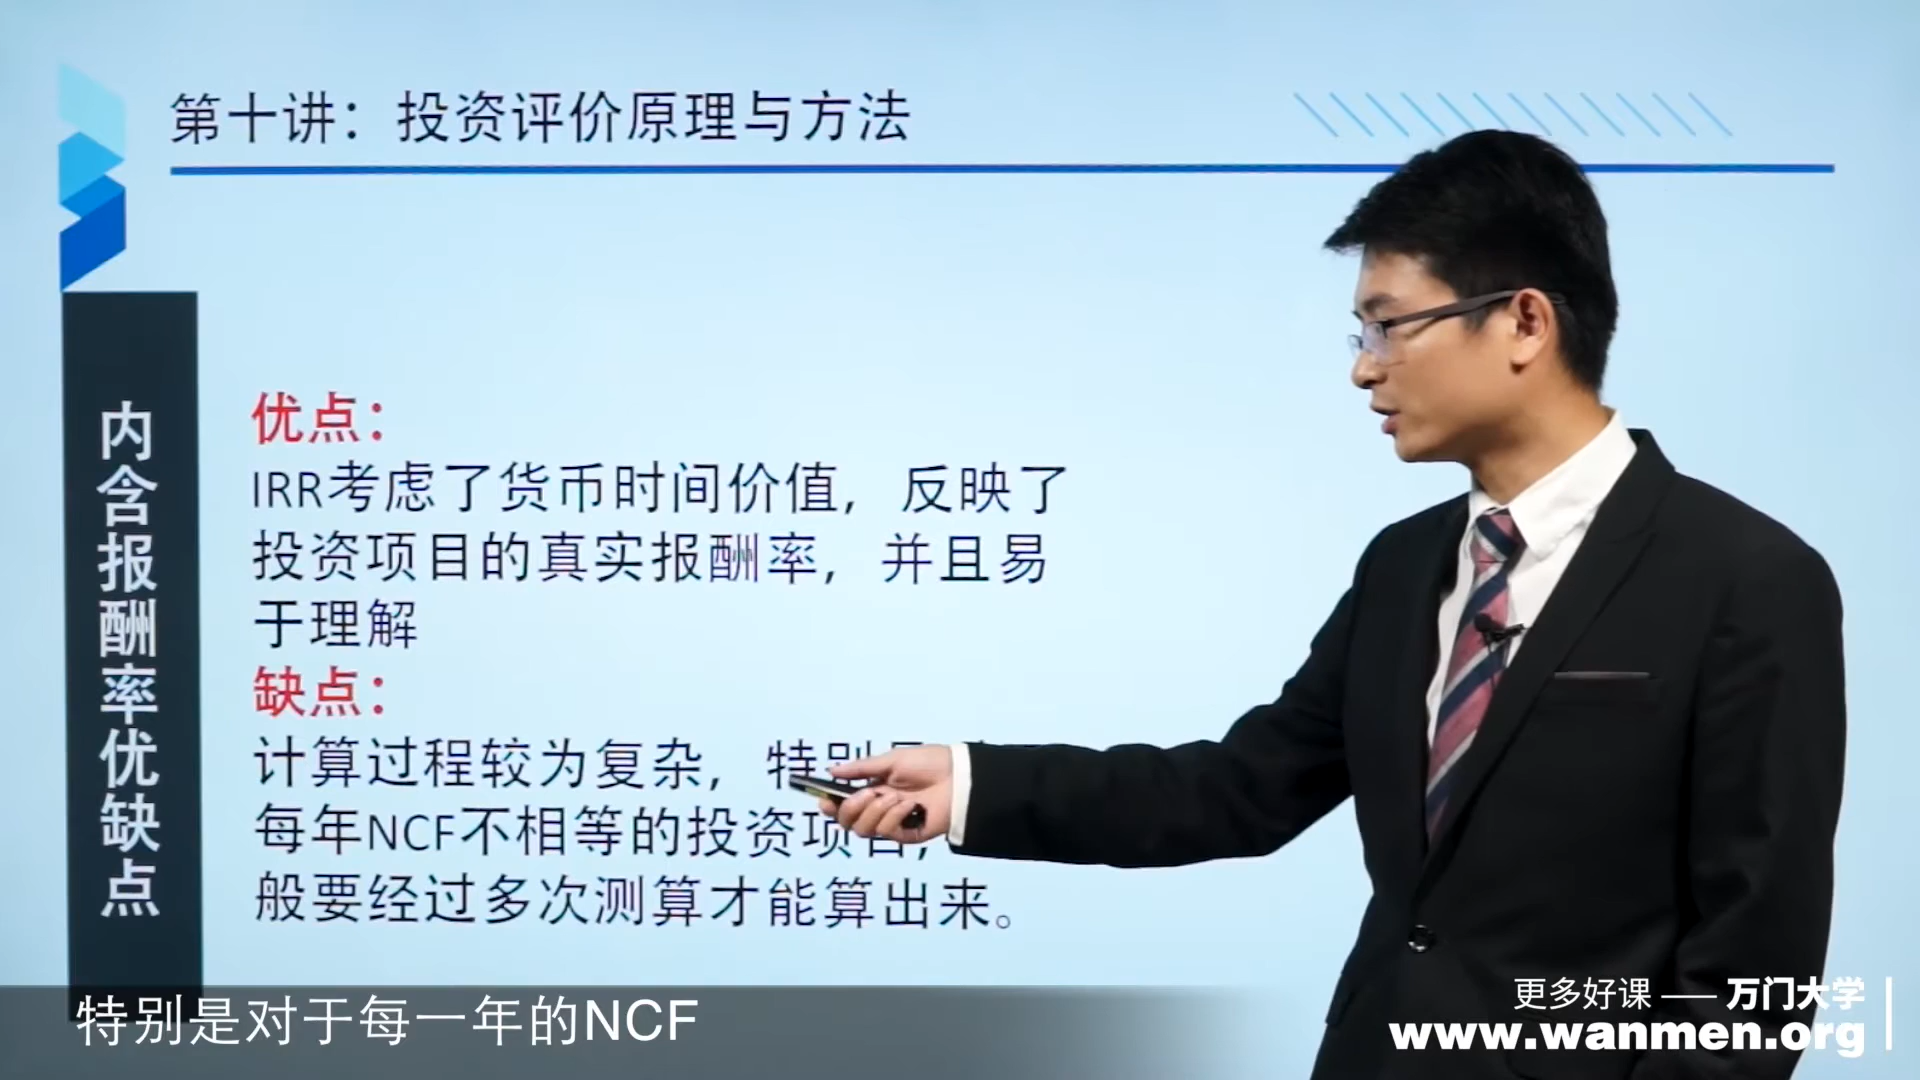 第十讲：投资评价原理与方法
内含报酬率优缺点
优点：
IRR考虑了货币时间价值，反映了
投资项目的真实报酬率，并且易
于理解
缺点：
计算过程较为复杂，特别
每年NCF不相等的投资项目，
般要经过多次测算才能算出来。
特别是对于每一年的NCF
更多好课 —— 万门大学
www.wanmen.org